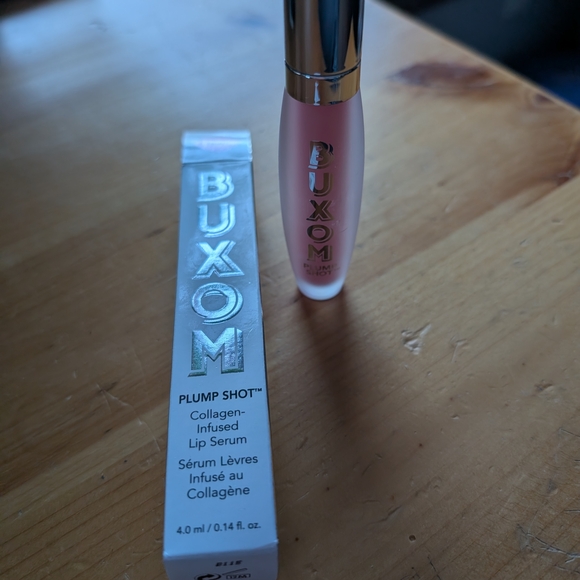 BUXOM
PLUMP SHOT™
Collagen-
Infused
Lip Serum
Sérum Lèvres
Infusé au
Collagène
4.0 ml / 0.14 fl. oz.
BUXOM
PLUMP
SHOT